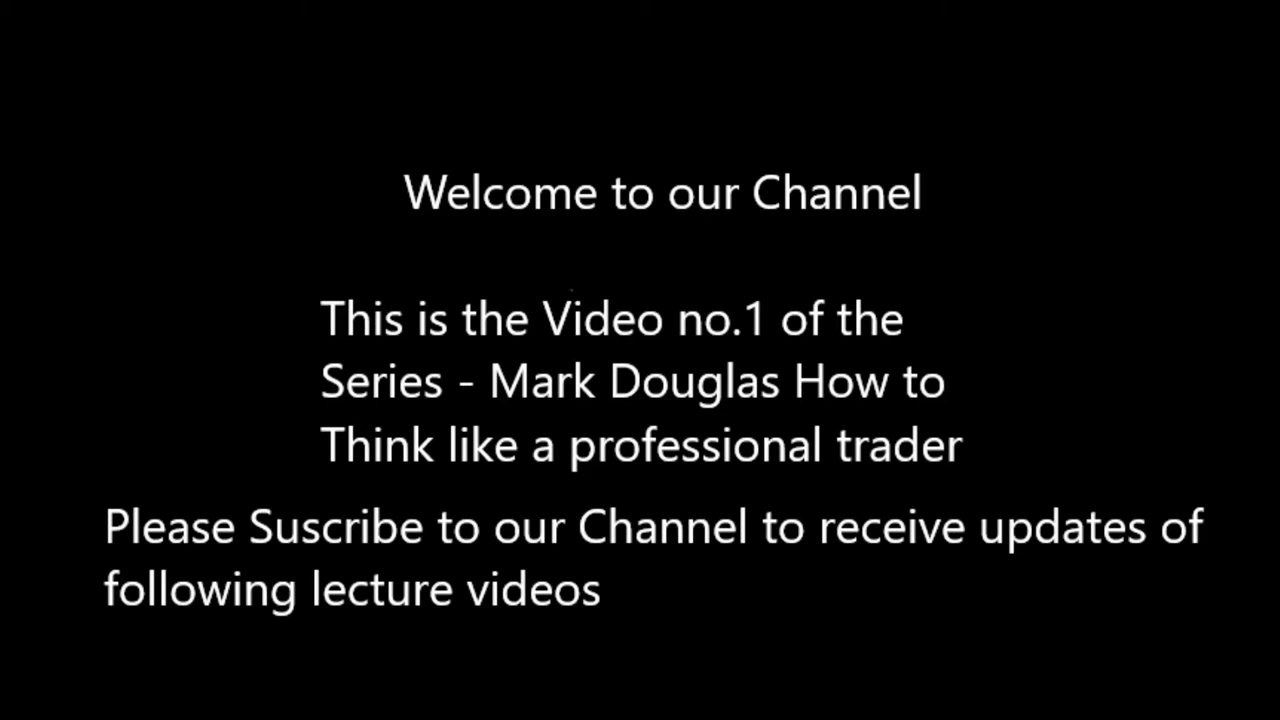 Welcome to our Channel
This is the Video no.1 of the
Series - Mark Douglas How to
Think like a professional trader
Please Suscribe to our Channel to receive updates of
following lecture videos